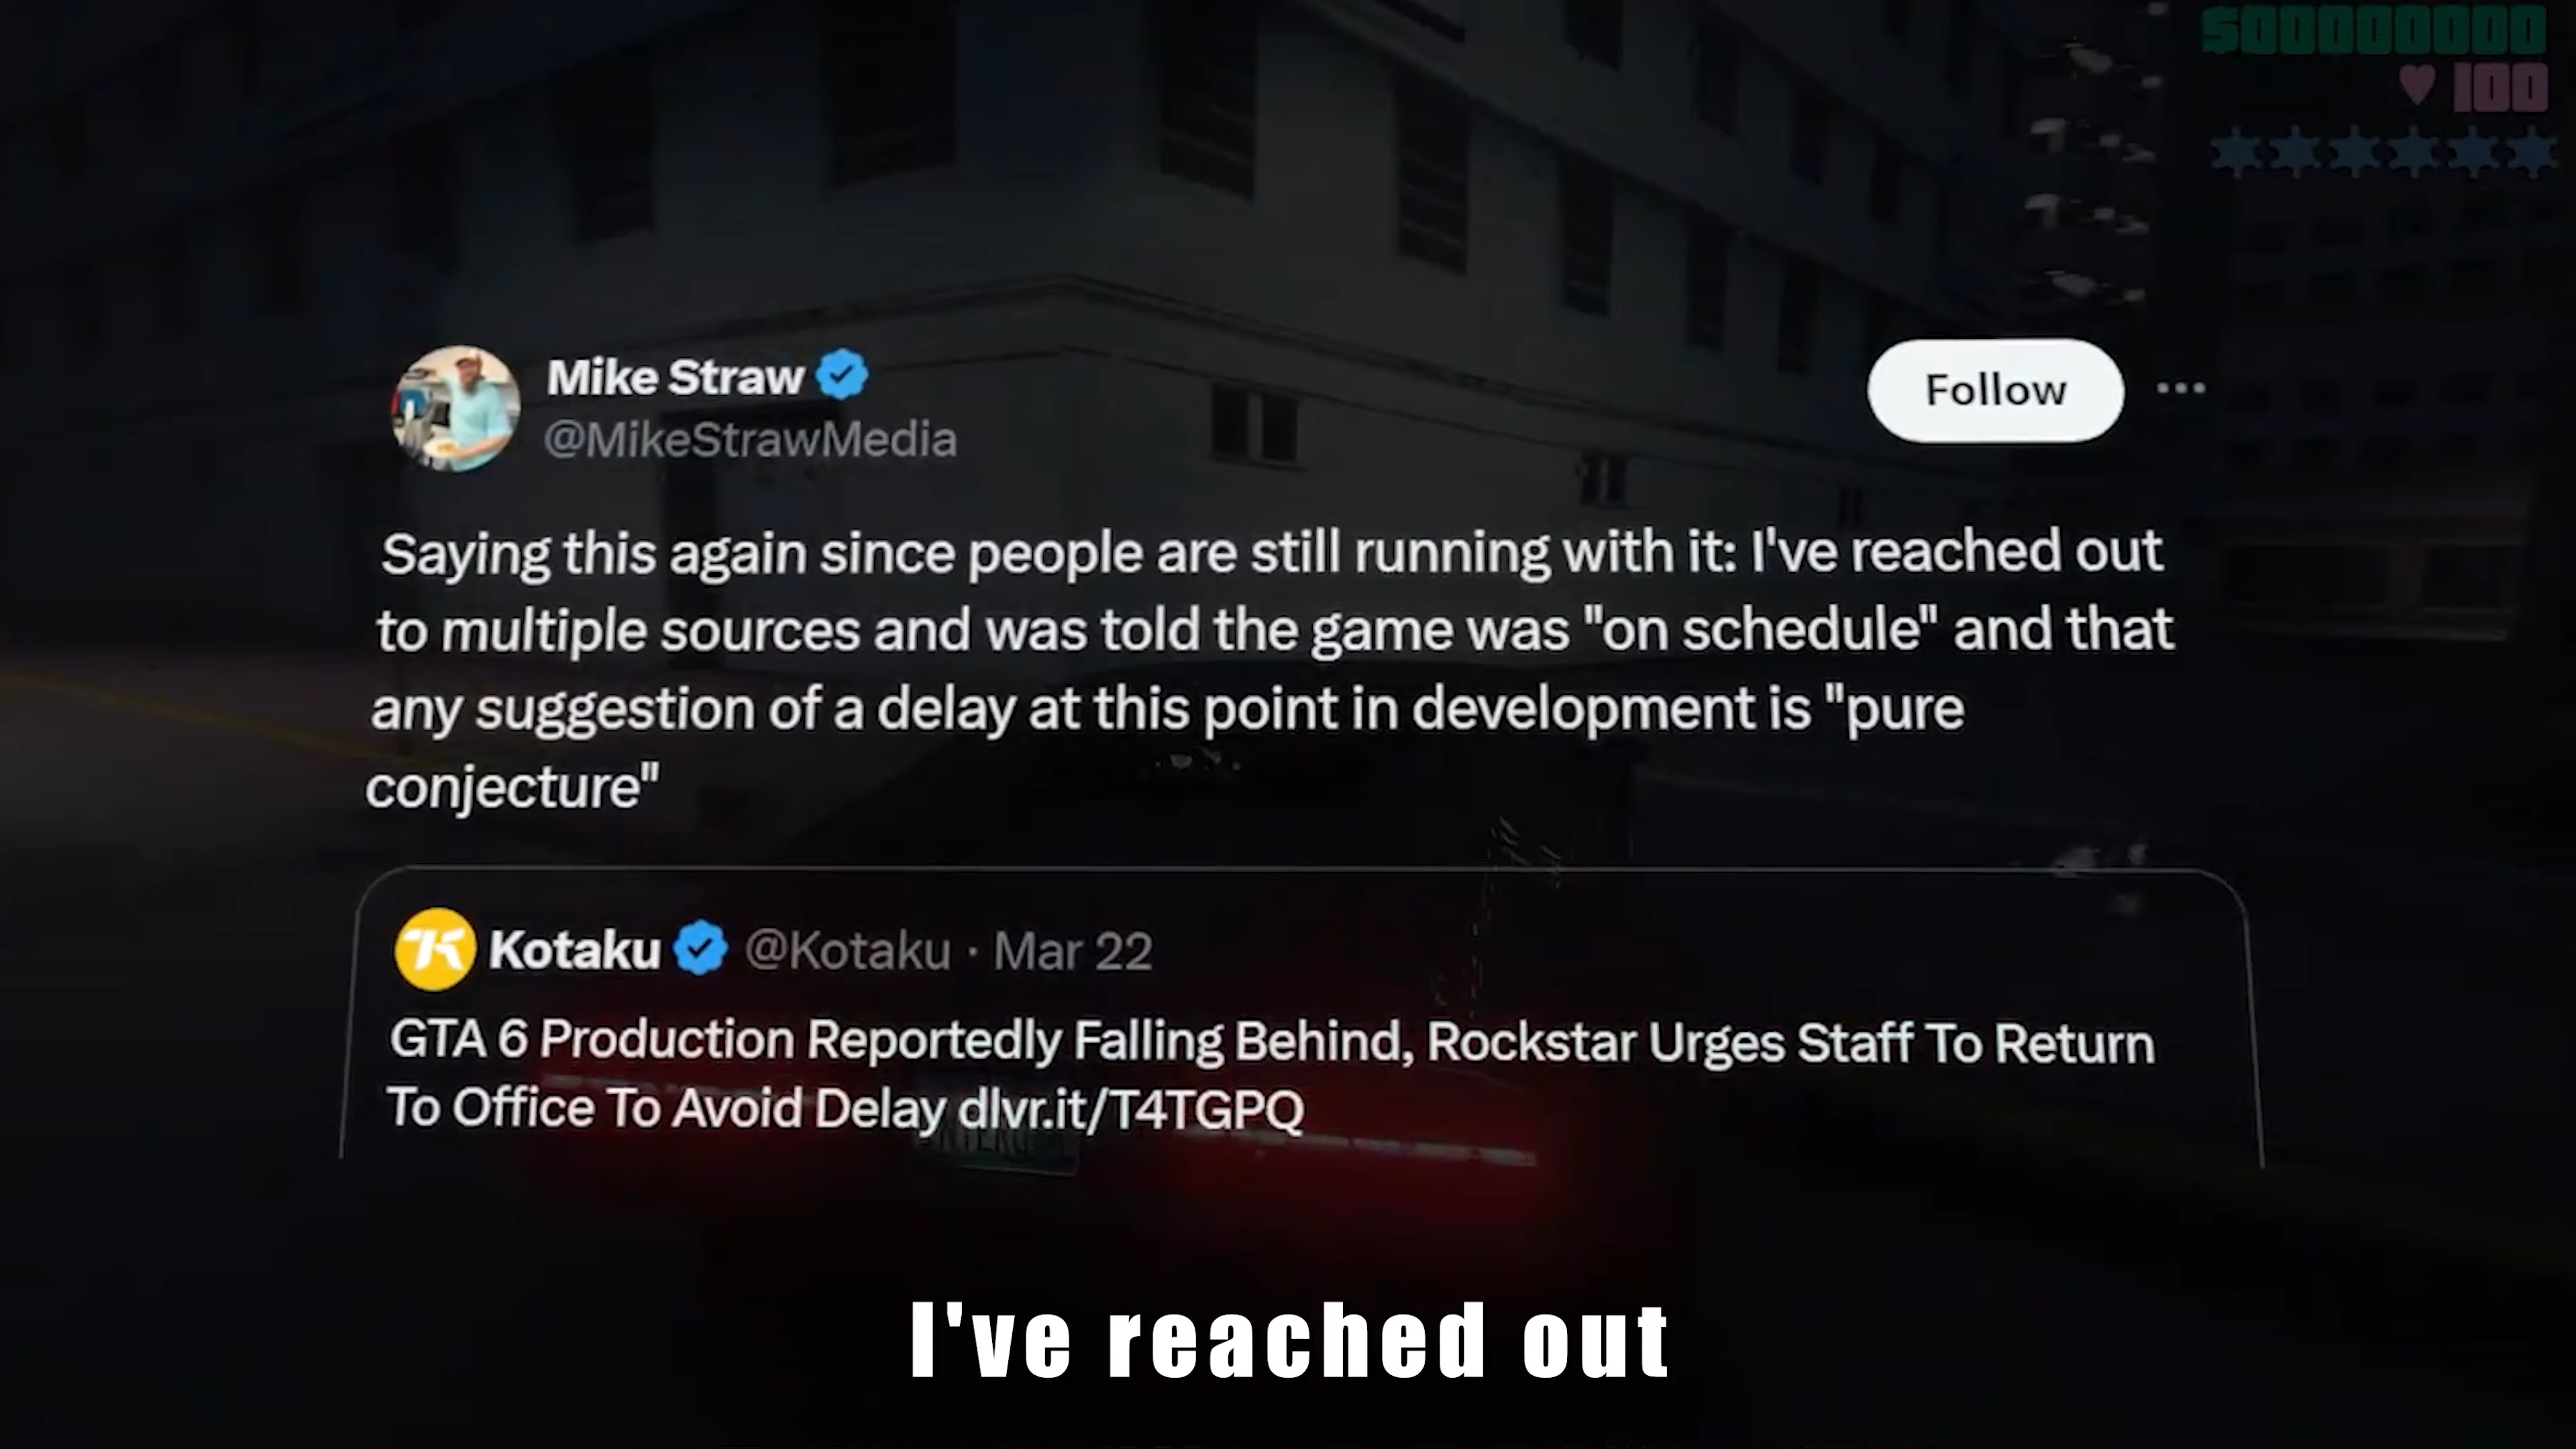 $00000000
100
Mike Straw
Follow
@MikeStrawMedia
Saying this again since people are still running with it: I've reached out
to multiple sources and was told the game was "on schedule" and that
any suggestion of a delay at this point in development is "pure
conjecture"
Kotaku @Kotaku · Mar 22
GTA 6 Production Reportedly Falling Behind, Rockstar Urges Staff To Return
To Office To Avoid Delay dlvr.it/T4TGPQ
I've reached out